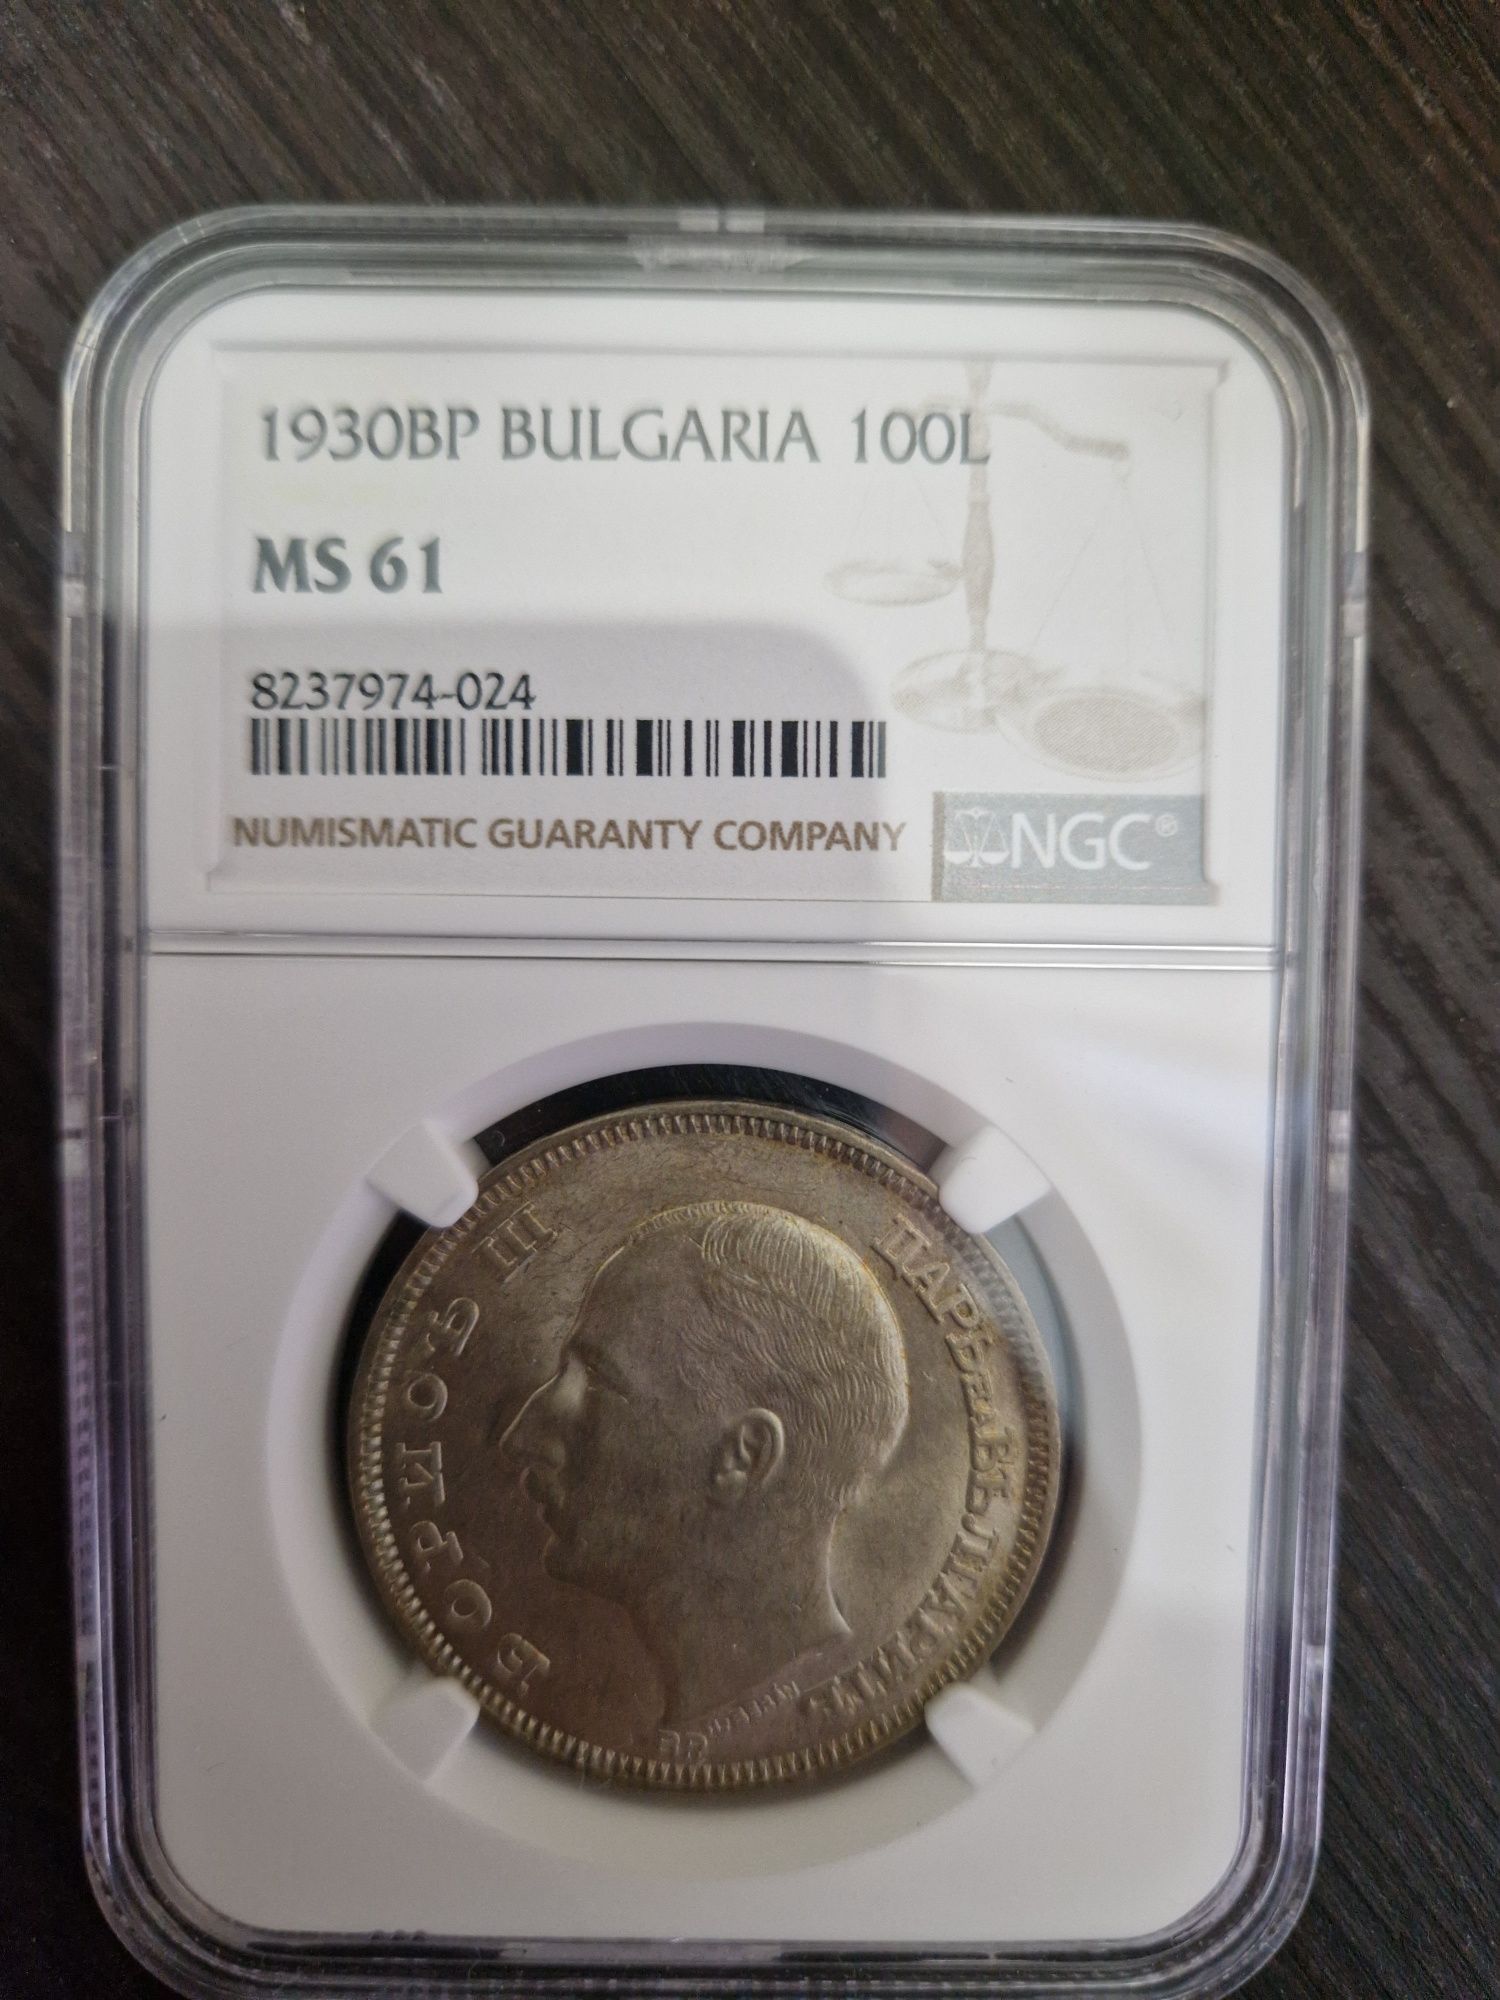 1930BP BULGARIA 100L
MS 61
8237974-024
NUMISMATIC GUARANTY COMPANY NGC®
БОРИСЪ III
ЦАРЬ НА БЪЛГАРИТѢ